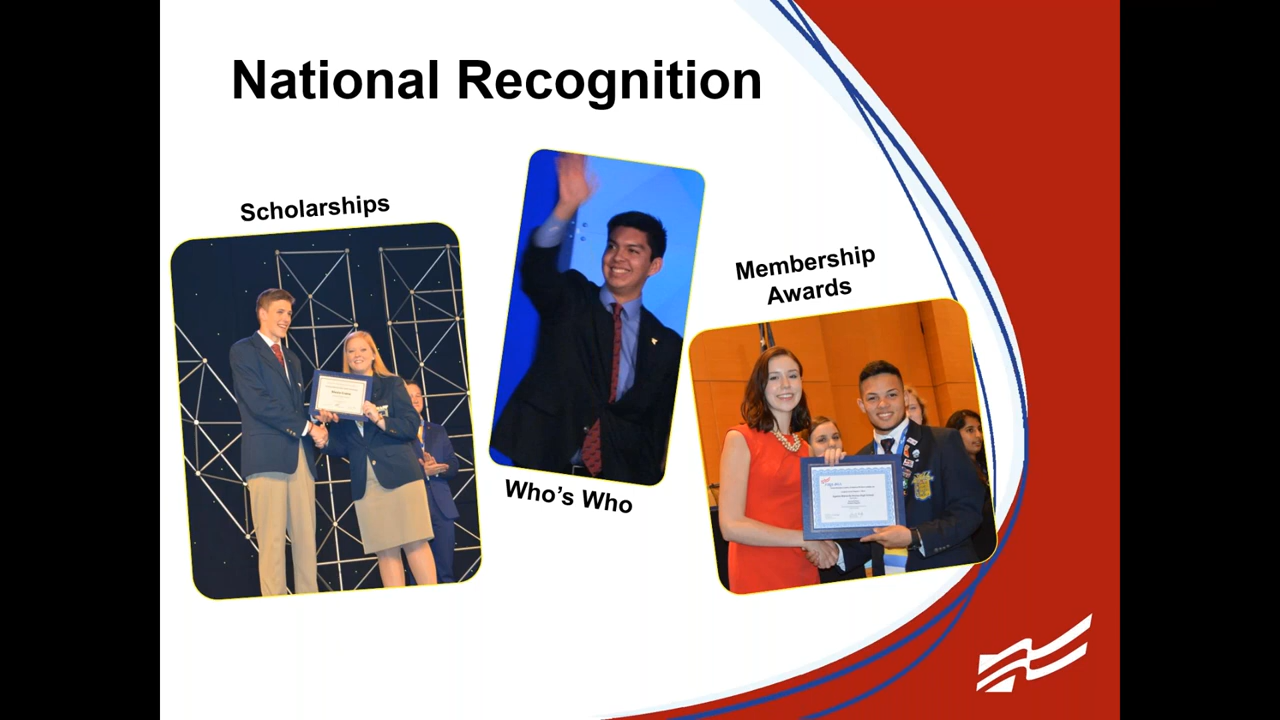 National Recognition
Scholarships
Who's Who
Membership
Awards